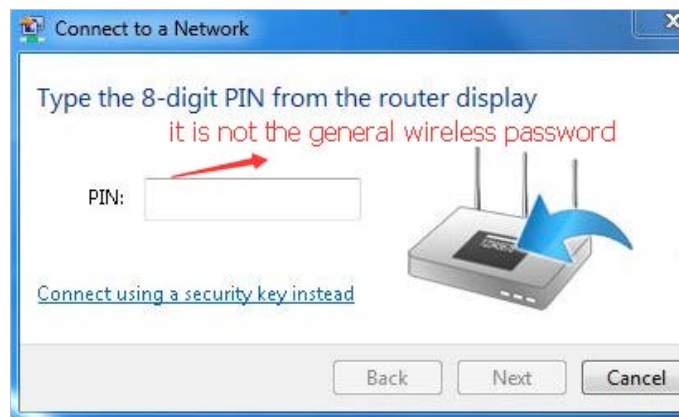 Connect to a Network
X
Type the 8-digit PIN from the router display
it is not the general wireless password
PIN:
Connect using a security key instead
Back
Next
Cancel